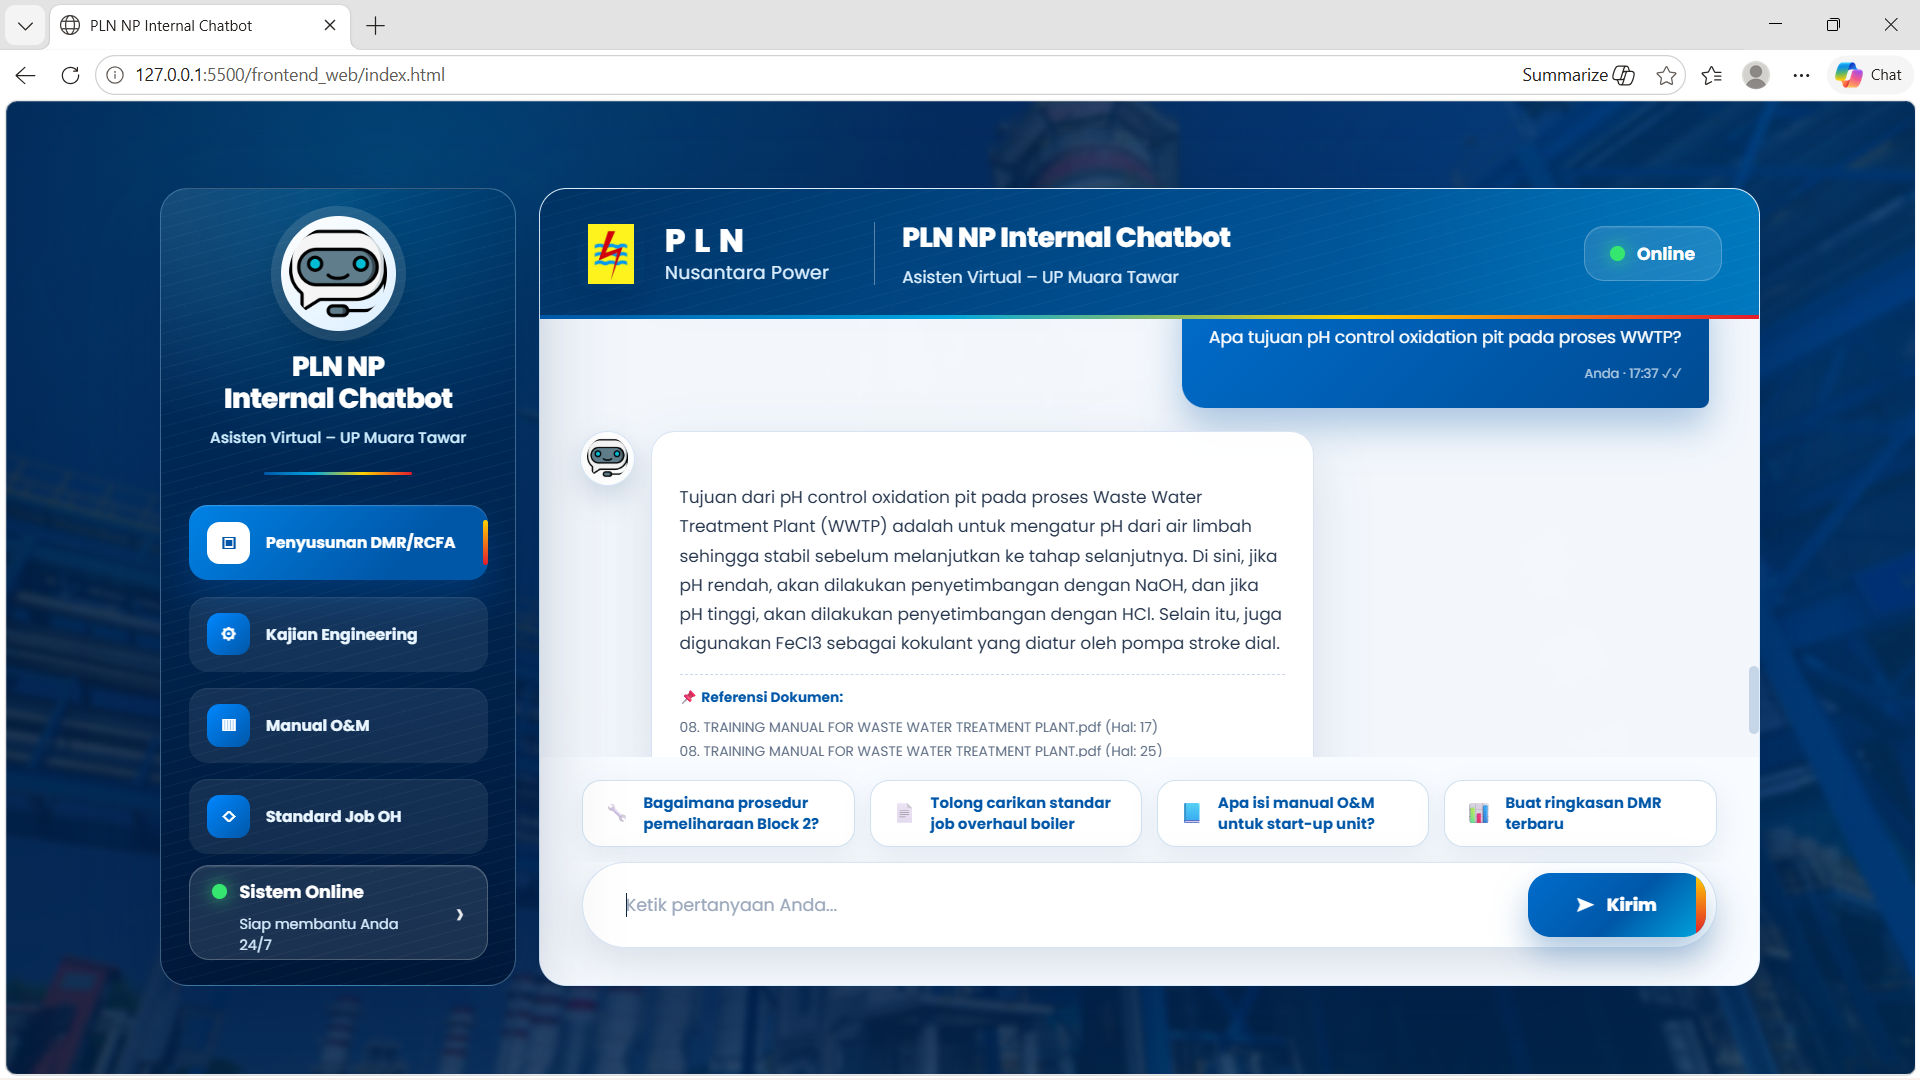 PLN NP Internal Chatbot
127.0.0.1:5500/frontend_web/index.html
Summarize
Chat
PLN NP
Internal Chatbot
Asisten Virtual – UP Muara Tawar
Penyusunan DMR/RCFA
Kajian Engineering
Manual O&M
Standard Job OH
Sistem Online
Siap membantu Anda
24/7
PLN
Nusantara Power
PLN NP Internal Chatbot
Asisten Virtual – UP Muara Tawar
Online
Apa tujuan pH control oxidation pit pada proses WWTP?
Anda · 17:37 ✓✓
Tujuan dari pH control oxidation pit pada proses Waste Water
Treatment Plant (WWTP) adalah untuk mengatur pH dari air limbah
sehingga stabil sebelum melanjutkan ke tahap selanjutnya. Di sini, jika
pH rendah, akan dilakukan penyetimbangan dengan NaOH, dan jika
pH tinggi, akan dilakukan penyetimbangan dengan HCl. Selain itu, juga
digunakan FeCl3 sebagai kokulant yang diatur oleh pompa stroke dial.
📌 Referensi Dokumen:
08. TRAINING MANUAL FOR WASTE WATER TREATMENT PLANT.pdf (Hal: 17)
08. TRAINING MANUAL FOR WASTE WATER TREATMENT PLANT.pdf (Hal: 25)
Bagaimana prosedur
pemeliharaan Block 2?
Tolong carikan standar
job overhaul boiler
Apa isi manual O&M
untuk start-up unit?
Buat ringkasan DMR
terbaru
Ketik pertanyaan Anda...
Kirim